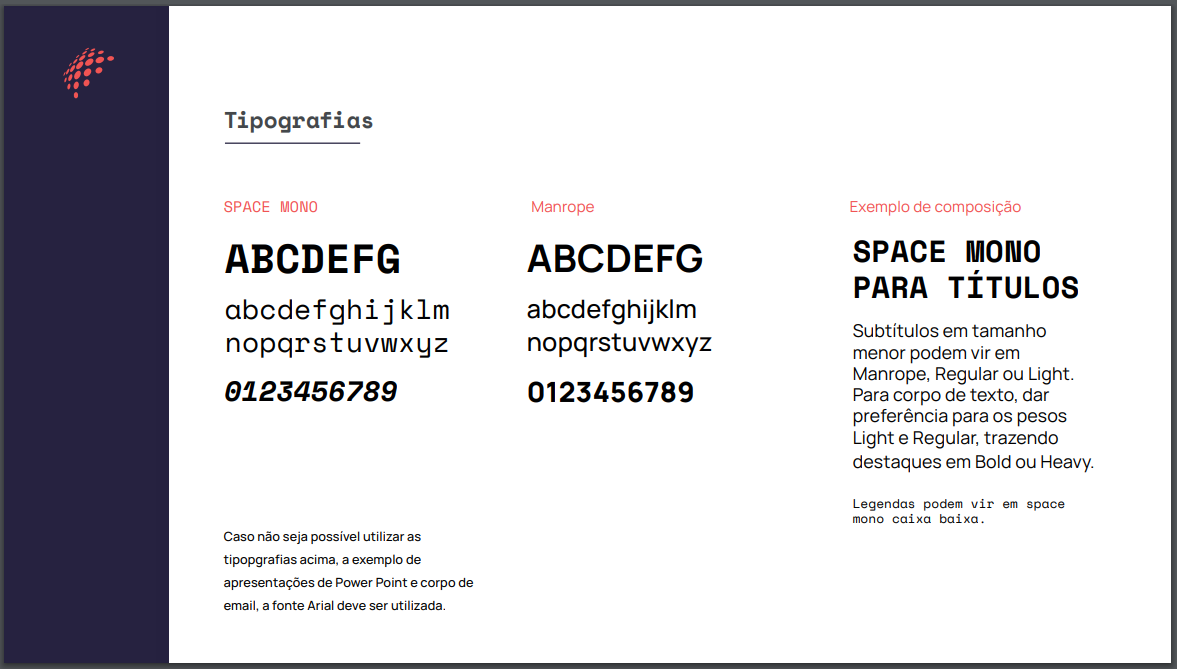 Tipografias
SPACE MONO
ABCDEFG
abcdefghijklm
nopqrstuvwxyz
0123456789
Manrope
ABCDEFG
abcdefghijklm
nopqrstuvwxyz
0123456789
Exemplo de composição
SPACE MONO
PARA TÍTULOS
Subtítulos em tamanho
menor podem vir em
Manrope, Regular ou Light.
Para corpo de texto, dar
preferência para os pesos
Light e Regular, trazendo
destaques em Bold ou Heavy.
Legendas podem vir em space
mono caixa baixa.
Caso não seja possível utilizar as
tipopgrafias acima, a exemplo de
apresentações de Power Point e corpo de
email, a fonte Arial deve ser utilizada.